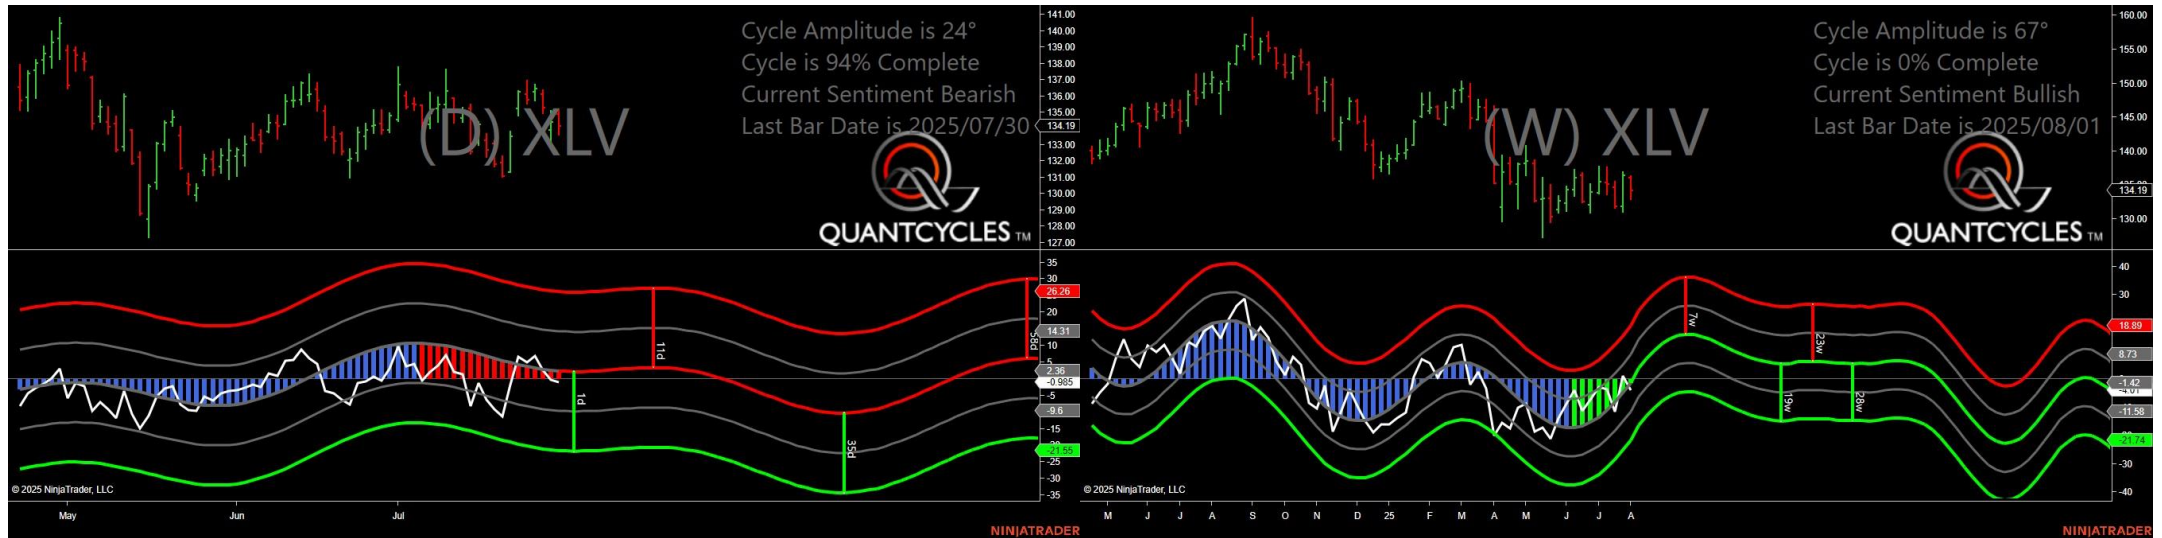 Cycle Amplitude is 24°
Cycle is 94% Complete
Current Sentiment Bearish
Last Bar Date is 2025/07/30
(D) XLV
QUANTCYCLES TM
141.00
140.00
139.00
138.00
137.00
136.00
135.00
134.19
133.00
132.00
131.00
130.00
129.00
128.00
127.00
35
30
26.26
20
14.31
10
5
2.36
-0.985
-5
-9.6
-15
-21.55
-25
-30
-35
1d
11d
35d
58d
© 2025 NinjaTrader, LLC
May Jun Jul
NINJATRADER
Cycle Amplitude is 67°
Cycle is 0% Complete
Current Sentiment Bullish
Last Bar Date is 2025/08/01
(W) XLV
QUANTCYCLES TM
160.00
155.00
150.00
145.00
140.00
134.19
130.00
40
30
18.89
8.73
-1.42
-11.58
-21.74
-30
-40
7w
23w
19w
28w
© 2025 NinjaTrader, LLC
M J J A S O N D 25 F M A M J J A
NINJATRADER